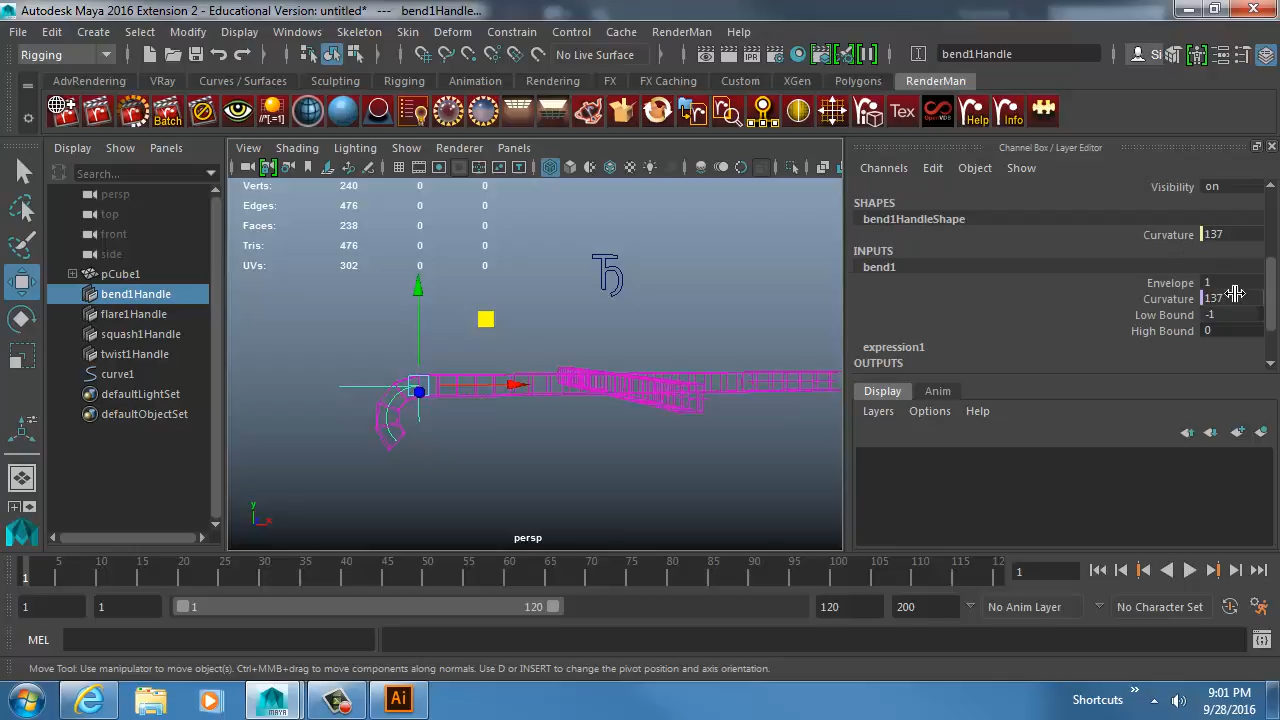 Autodesk Maya 2016 Extension 2 - Educational Version: untitled* --- bend1Handle...
File Edit Create Select Modify Display Windows Skeleton Skin Deform Constrain Control Cache RenderMan Help
Rigging No Live Surface bend1Handle Si
AdvRendering VRay Curves / Surfaces Sculpting Rigging Animation Rendering FX FX Caching Custom XGen Polygons RenderMan
Batch //*[.=!] Tex OpenVDB Help Info
Display Show Panels View Shading Lighting Show Renderer Panels Channel Box / Layer Editor
Search... Channels Edit Object Show
persp Verts: 240 0 0 Visibility on
top Edges: 476 0 0 SHAPES
front Faces: 238 0 0 bend1HandleShape
side Tris: 476 0 0 Curvature 137
pCube1 UVs: 302 0 0 INPUTS
bend1Handle bend1
flare1Handle Envelope 1
squash1Handle Curvature 137
twist1Handle Low Bound -1
curve1 High Bound 0
defaultLightSet expression1
defaultObjectSet OUTPUTS
Display Anim
Layers Options Help
y
x
persp
5 10 15 20 25 30 35 40 45 50 55 60 65 70 75 80 85 90 95 100 105 110 115 12
1 1
1 1 1 120 120 200 No Anim Layer No Character Set
MEL
Move Tool: Use manipulator to move object(s). Ctrl+MMB+drag to move components along normals. Use D or INSERT to change the pivot position and axis orientation.
MAYA Ai Shortcuts 9:01 PM
9/28/2016